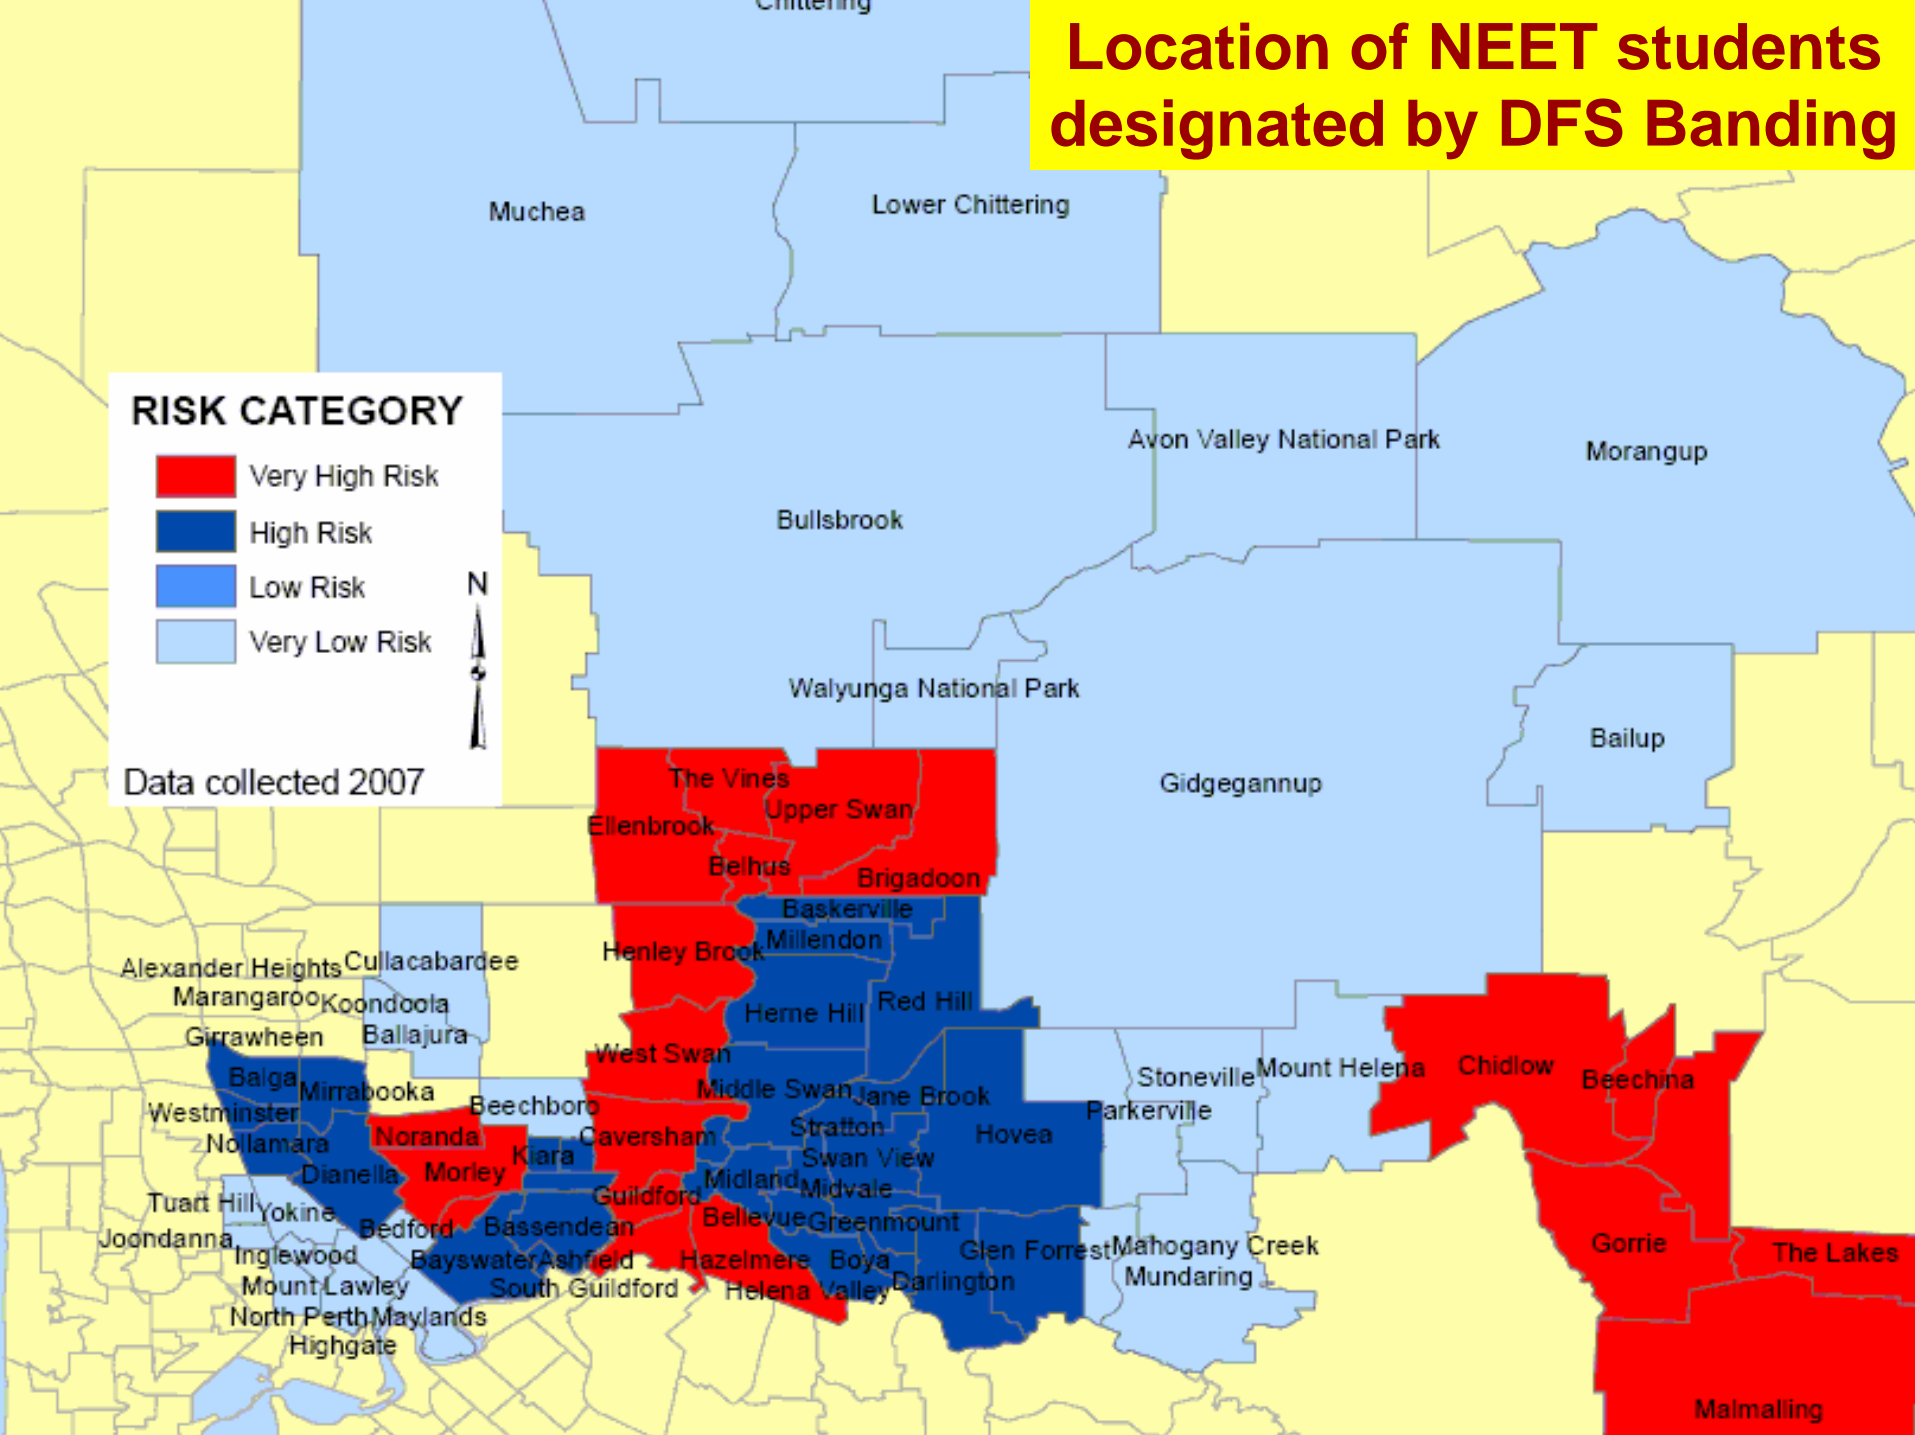 Chittering
Location of NEET students
designated by DFS Banding
Muchea
Lower Chittering
RISK CATEGORY
Very High Risk
High Risk
Low Risk
Very Low Risk
N
Data collected 2007
Avon Valley National Park
Morangup
Bullsbrook
Walyunga National Park
Bailup
Gidgegannup
The Vines
Upper Swan
Ellenbrook
Belhus
Brigadoon
Baskerville
Millendon
Henley Brook
Alexander Heights
Cullacabardee
Marangaroo
Koondoola
Herne Hill
Red Hill
Girrawheen
Ballajura
West Swan
Balga
Mirrabooka
Middle Swan
Jane Brook
Stoneville
Mount Helena
Chidlow
Beechina
Westminster
Beechboro
Parkerville
Nollamara
Noranda
Caversham
Stratton
Hovea
Dianella
Morley
Kiara
Swan View
Midland
Midvale
Tuart Hill
Yokine
Guildford
Bedford
Bassendean
Bellevue
Greenmount
Joondanna
Inglewood
Bayswater
Ashfield
Hazelmere
Boya
Glen Forrest
Mahogany Creek
Gorrie
The Lakes
Mount Lawley
South Guildford
Helena Valley
Darlington
Mundaring
North Perth
Maylands
Highgate
Malmalling